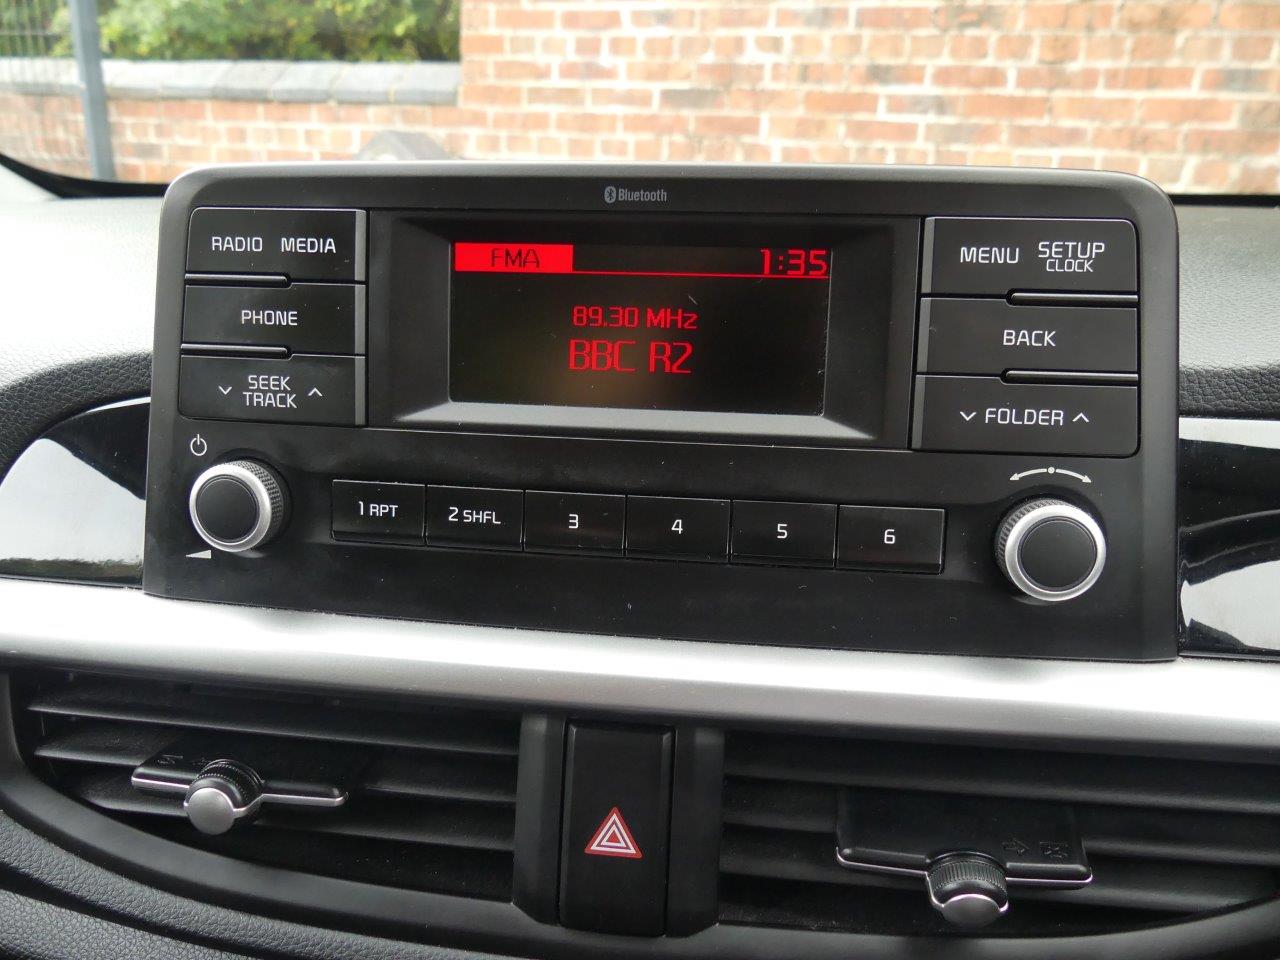 Bluetooth
RADIO MEDIA
PHONE
SEEK
TRACK
FMA 1:35
89.30 MHz
BBC R2
MENU SETUP
CLOCK
BACK
FOLDER
1 RPT 2 SHFL 3 4 5 6